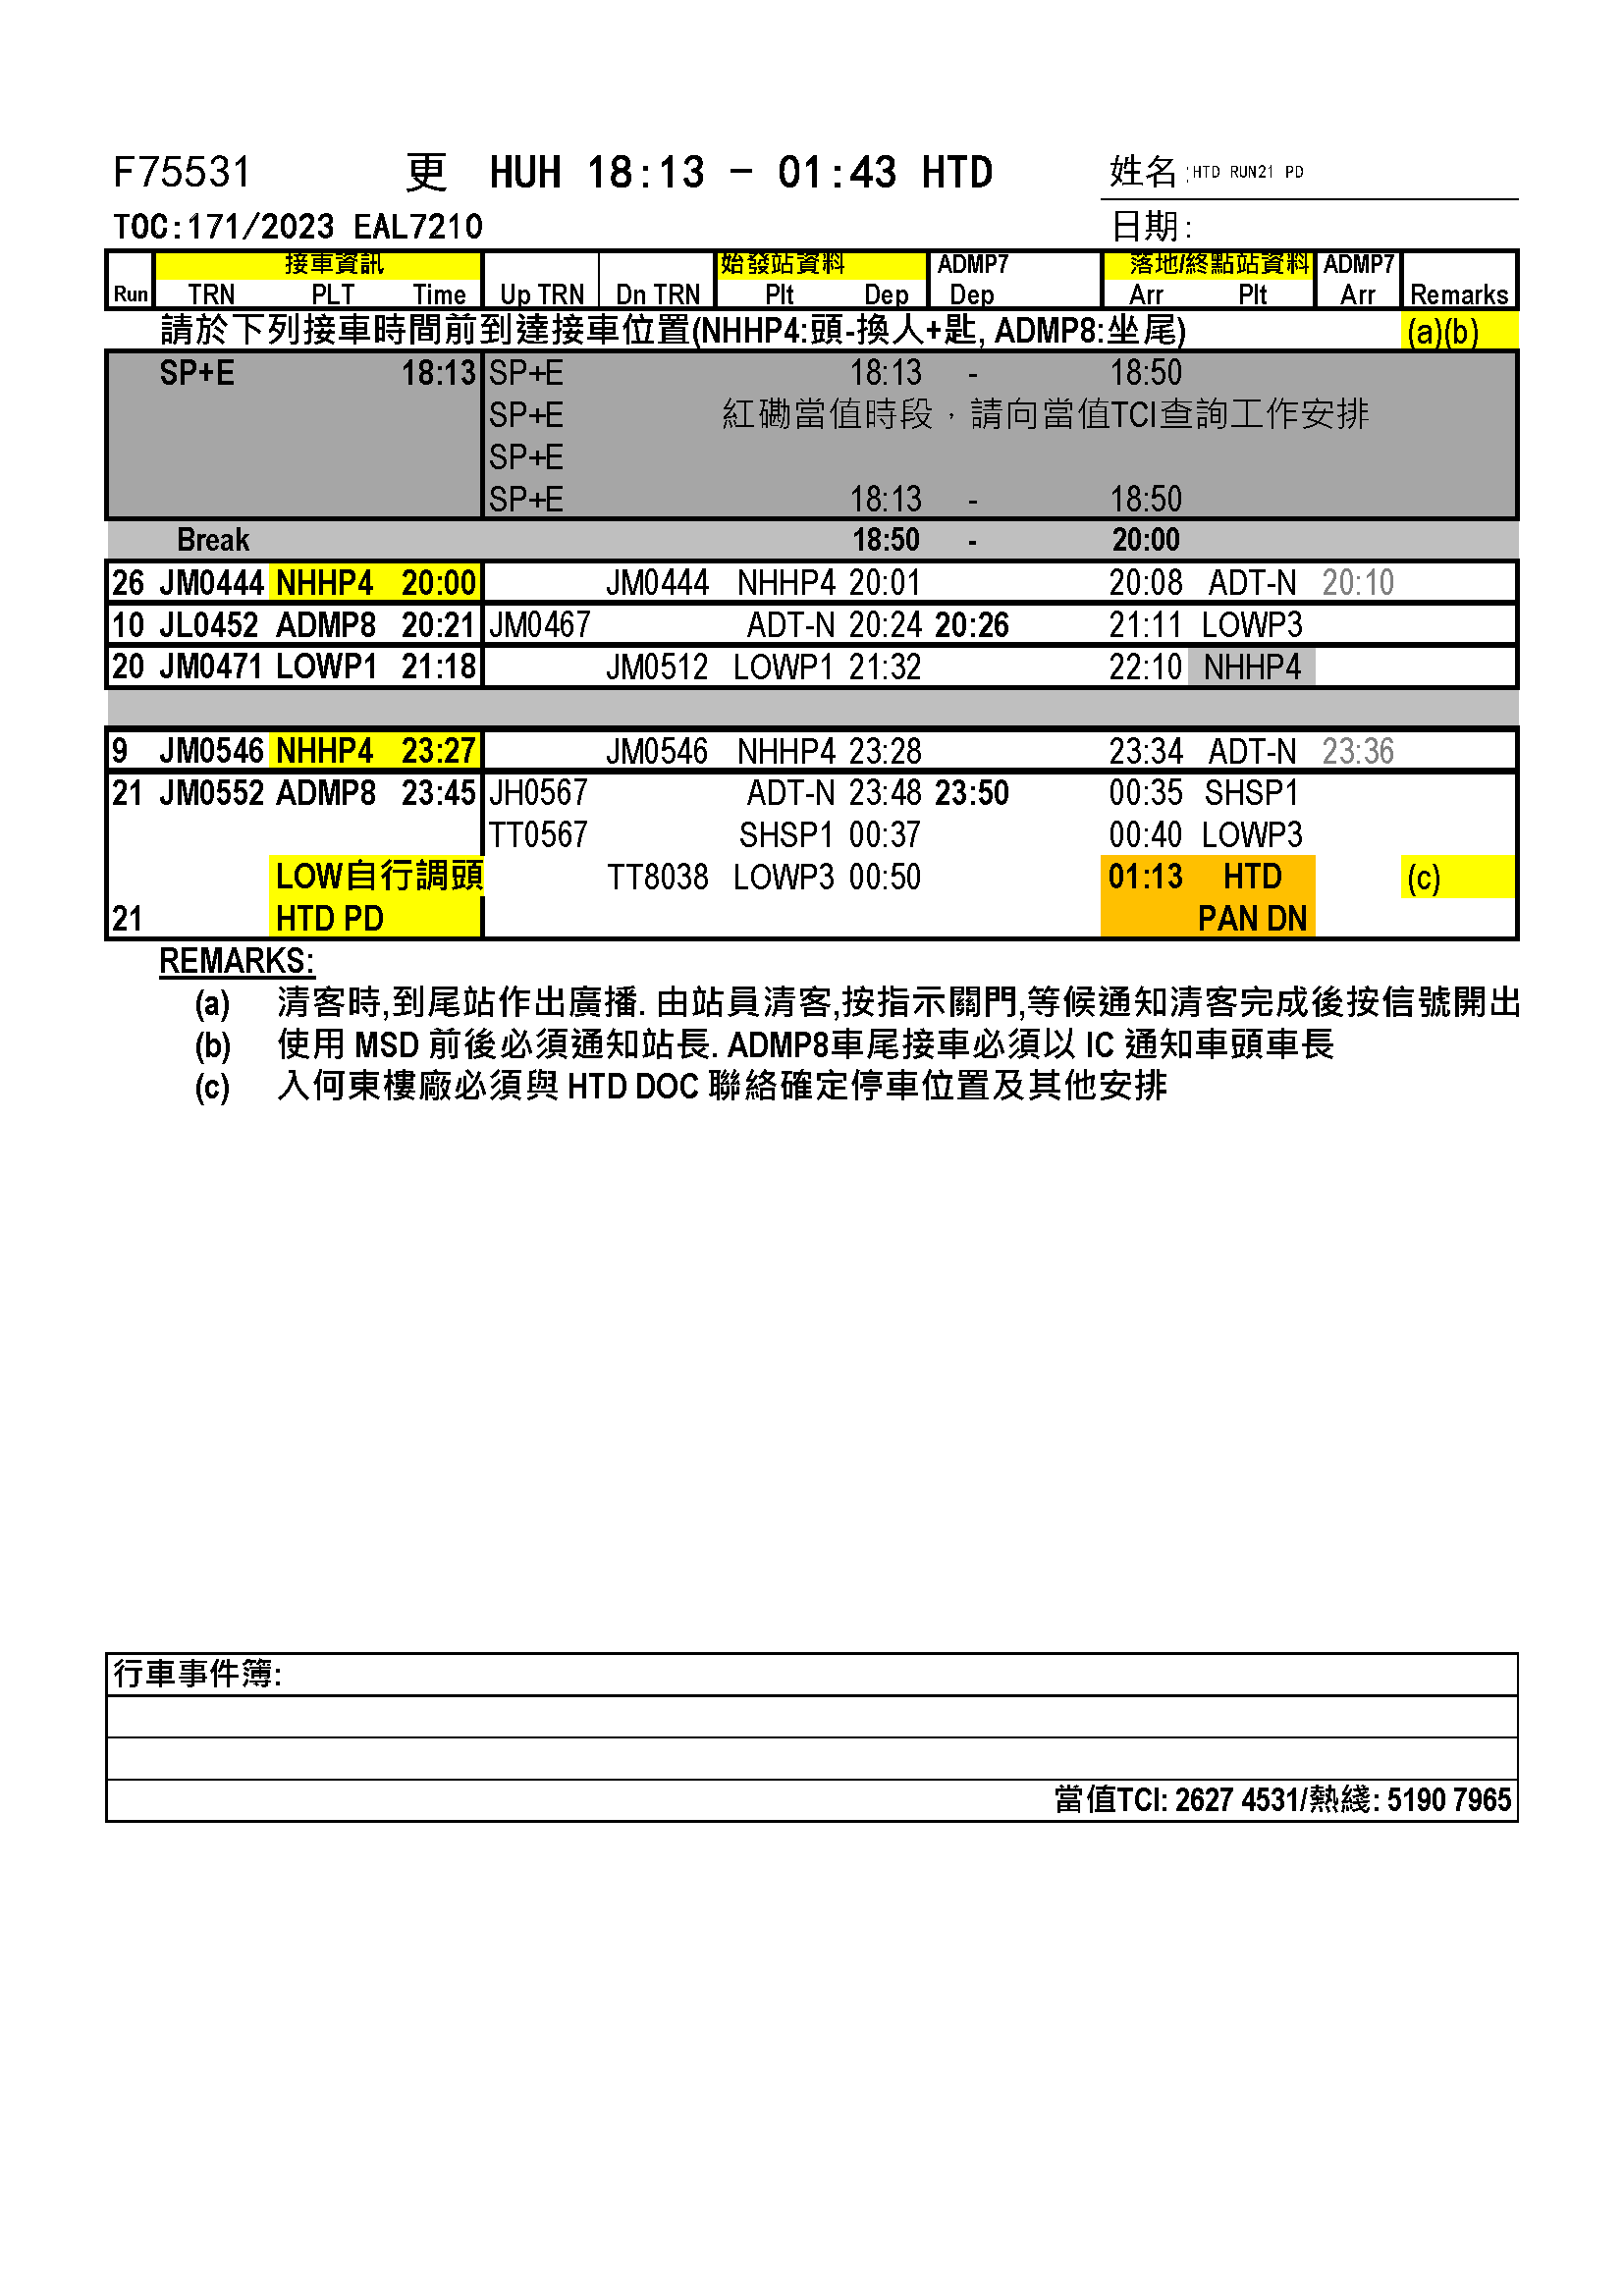 F75531 更 HUH 18:13 - 01:43 HTD 姓名:HTD RUN21 PD
TOC:171/2023 EAL7210 日期:
接車資訊 始發站資料 ADMP7 落地/終點站資料 ADMP7
Run TRN PLT Time Up TRN Dn TRN Plt Dep Dep Arr Plt Arr Remarks
請於下列接車時間前到達接車位置(NHHP4:頭-換人+匙, ADMP8:坐尾) (a)(b)
SP+E 18:13 SP+E 18:13 - 18:50
SP+E 紅磡當值時段，請向當值TCI查詢工作安排
SP+E
SP+E 18:13 - 18:50
Break 18:50 - 20:00
26 JM0444 NHHP4 20:00 JM0444 NHHP4 20:01 20:08 ADT-N 20:10
10 JL0452 ADMP8 20:21 JM0467 ADT-N 20:24 20:26 21:11 LOWP3
20 JM0471 LOWP1 21:18 JM0512 LOWP1 21:32 22:10 NHHP4
9 JM0546 NHHP4 23:27 JM0546 NHHP4 23:28 23:34 ADT-N 23:36
21 JM0552 ADMP8 23:45 JH0567 ADT-N 23:48 23:50 00:35 SHSP1
TT0567 SHSP1 00:37 00:40 LOWP3
LOW自行調頭 TT8038 LOWP3 00:50 01:13 HTD (c)
21 HTD PD PAN DN
REMARKS:
(a) 清客時,到尾站作出廣播. 由站員清客,按指示關門,等候通知清客完成後按信號開出
(b) 使用 MSD 前後必須通知站長. ADMP8車尾接車必須以 IC 通知車頭車長
(c) 入何東樓廠必須與 HTD DOC 聯絡確定停車位置及其他安排
行車事件簿:
當值TCI: 2627 4531/熱綫: 5190 7965